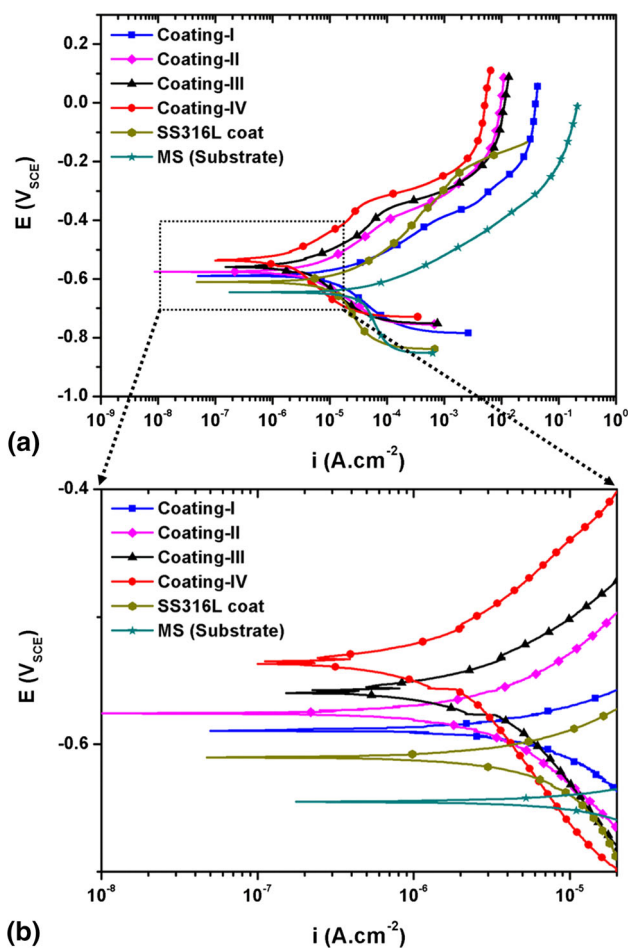 0.2
0.0
-0.2
-0.4
-0.6
-0.8
-1.0
E (V_SCE)
Coating-I
Coating-II
Coating-III
Coating-IV
SS316L coat
MS (Substrate)
10⁻⁹ 10⁻⁸ 10⁻⁷ 10⁻⁶ 10⁻⁵ 10⁻⁴ 10⁻³ 10⁻² 10⁻¹ 10⁰
(a)
i (A.cm⁻²)
-0.4
-0.6
E (V_SCE)
Coating-I
Coating-II
Coating-III
Coating-IV
SS316L coat
MS (Substrate)
10⁻⁸ 10⁻⁷ 10⁻⁶ 10⁻⁵
(b)
i (A.cm⁻²)